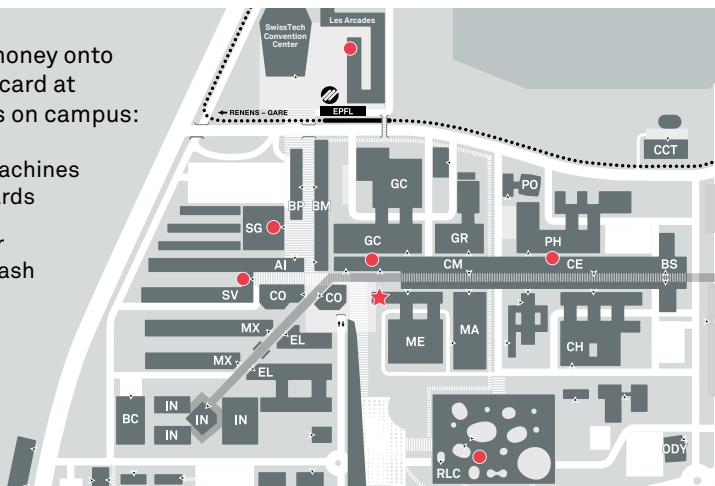 noney onto
card at
s on campus:
achines
ards
r
ash
SwissTech
Convention
Center
Les Arcades
← RENENS – GARE
EPFL
CCT
GC
PO
BP
BM
SG
GC
GR
PH
AI
CM
CE
BS
SV
CO
CO
MX
EL
ME
MA
CH
MX
EL
BC
IN
IN
IN
IN
RLC
ODY